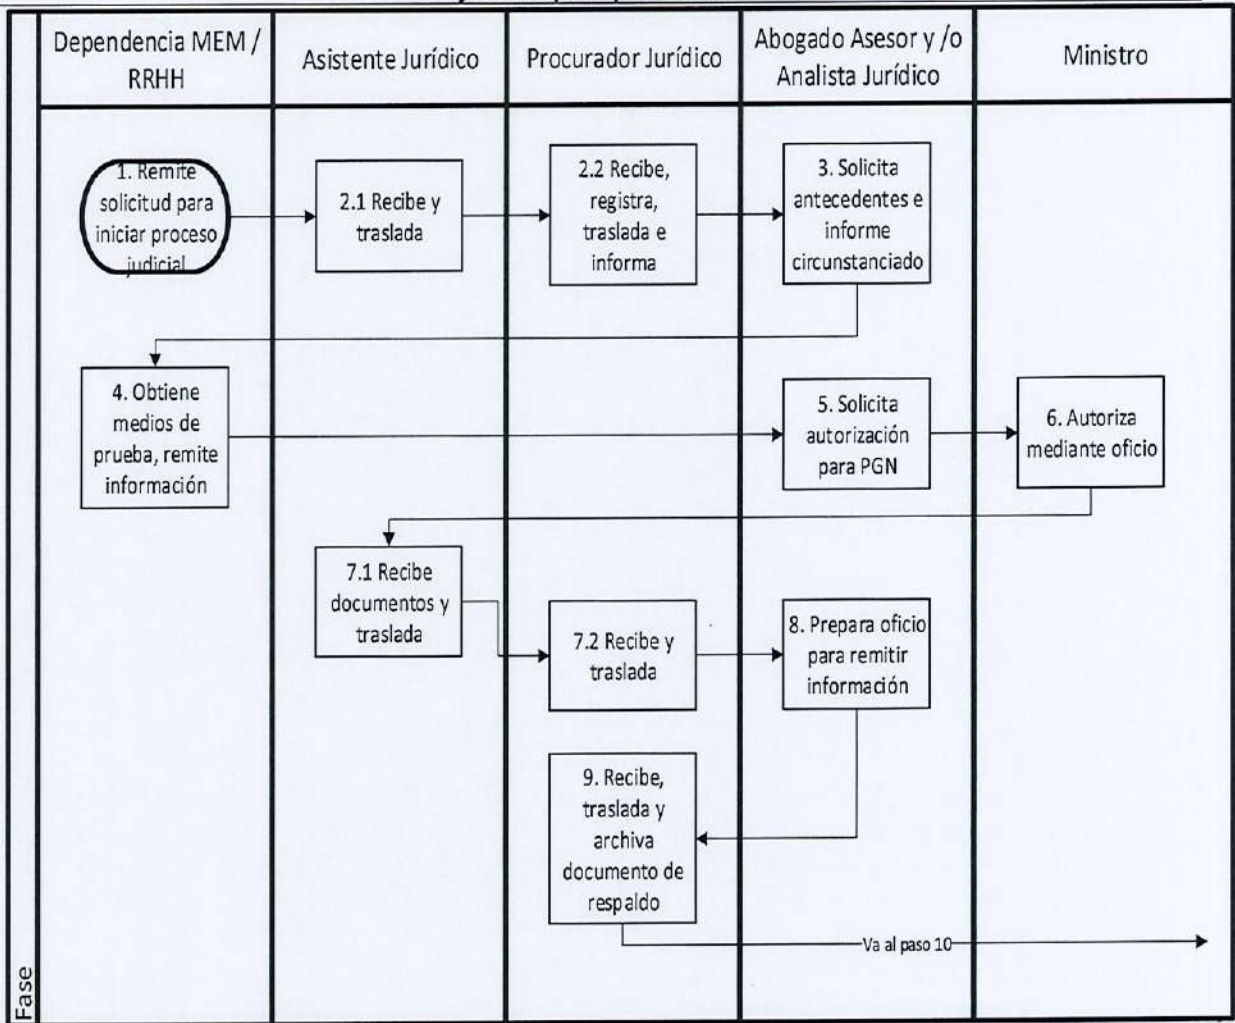 Dependencia MEM /
RRHH
Asistente Jurídico
Procurador Jurídico
Abogado Asesor y /o
Analista Jurídico
Ministro
1. Remite
solicitud para
iniciar proceso
judicial
2.1 Recibe y
traslada
2.2 Recibe,
registra,
traslada e
informa
3. Solicita
antecedentes e
informe
circunstanciado
4. Obtiene
medios de
prueba, remite
información
5. Solicita
autorización
para PGN
6. Autoriza
mediante oficio
7.1 Recibe
documentos y
traslada
7.2 Recibe y
traslada
8. Prepara oficio
para remitir
información
9. Recibe,
traslada y
archiva
documento de
respaldo
Va al paso 10
Fase